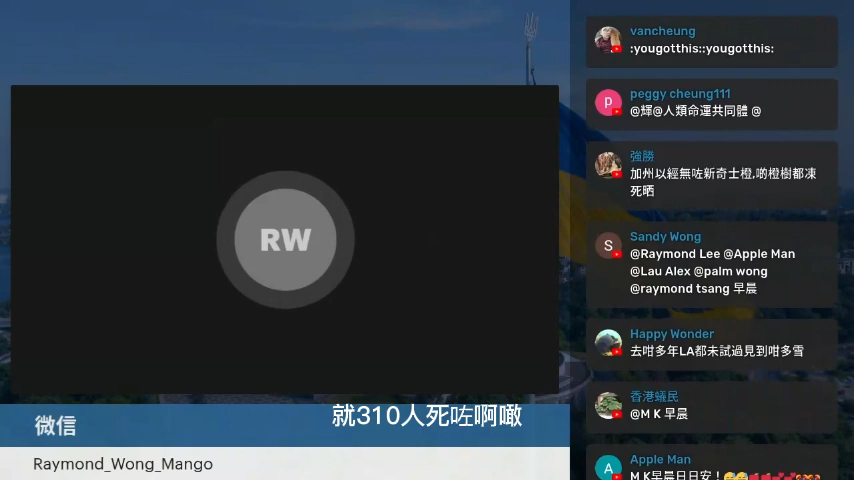 RW
就310人死咗啊噉
微信
Raymond_Wong_Mango
vancheung
:yougotthis::yougotthis:
P
peggy cheung111
@輝@人類命運共同體 @
強勝
加州以經無咗新奇士橙,啲橙樹都凍
死晒
S
Sandy Wong
@Raymond Lee @Apple Man
@Lau Alex @palm wong
@raymond tsang 早晨
Happy Wonder
去咁多年LA都未試過見到咁多雪
香港蟻民
@M K 早晨
A
Apple Man
M K早晨日日安！